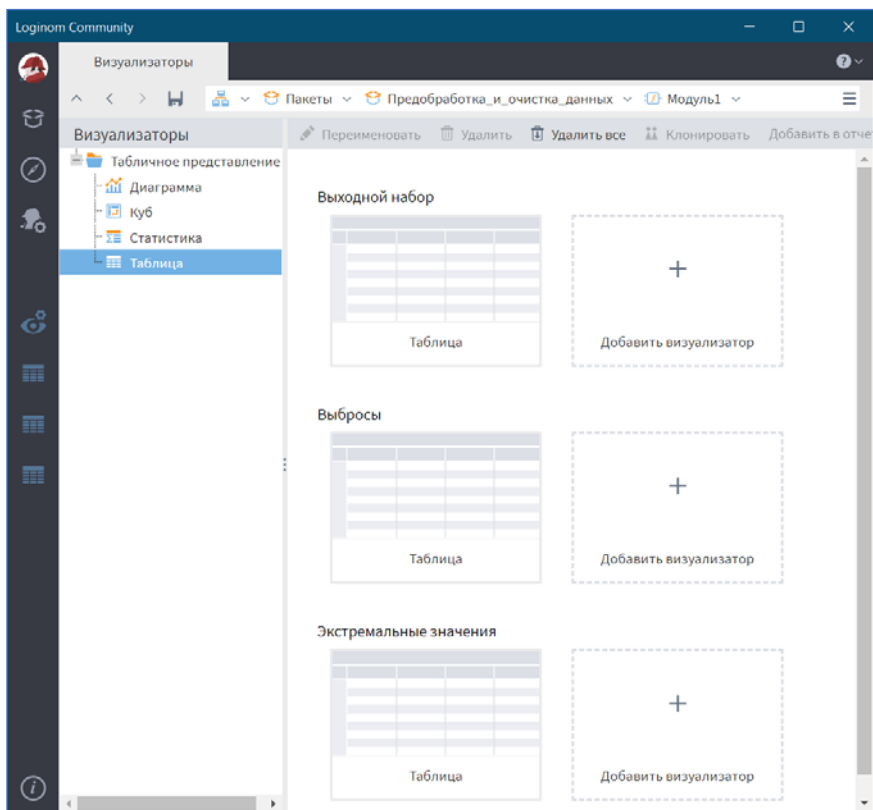 Loginom Community
Визуализаторы
Пакеты Предобработка_и_очистка_данных Модуль1
Визуализаторы
Переименовать Удалить Удалить все Клонировать Добавить в отче
Табличное представление
Диаграмма
Куб
Статистика
Таблица
Выходной набор
Таблица Добавить визуализатор
Выбросы
Таблица Добавить визуализатор
Экстремальные значения
Таблица Добавить визуализатор